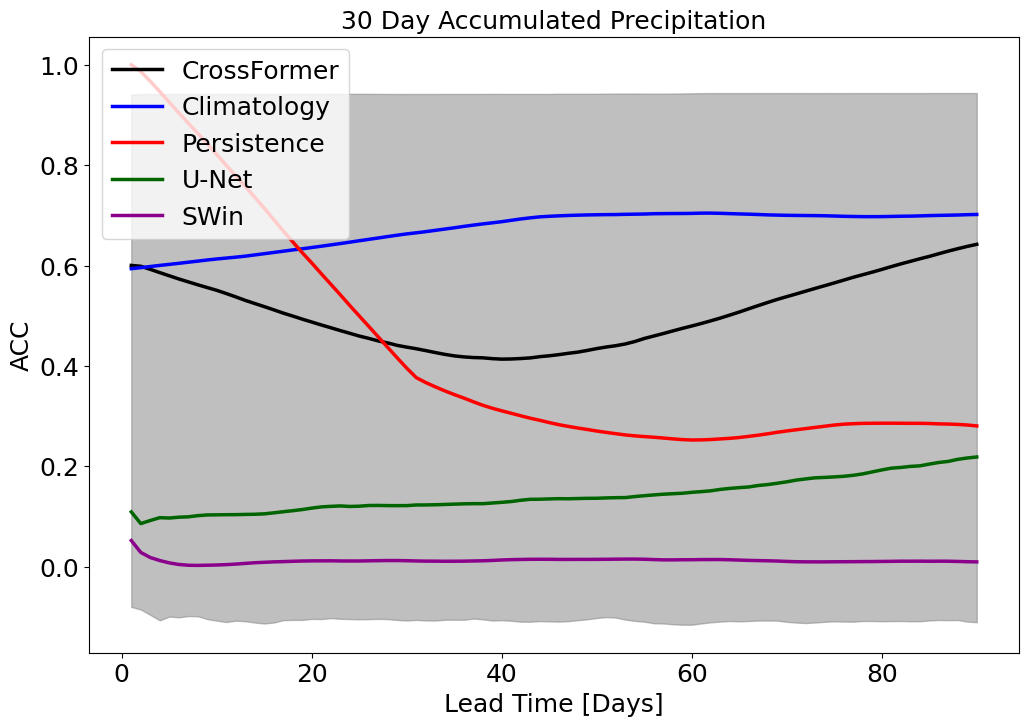 30 Day Accumulated Precipitation
CrossFormer
Climatology
Persistence
U-Net
SWin
1.0
0.8
0.6
0.4
0.2
0.0
ACC
0 20 40 60 80
Lead Time [Days]